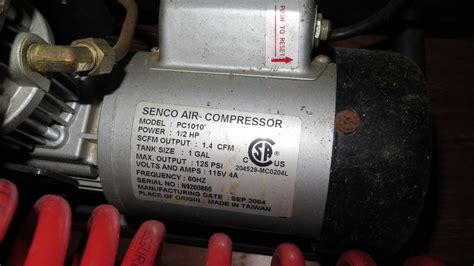 PUSH TO RESET
SENCO AIR COMPRESSOR
MODEL: PC1010
POWER: 1/2 HP
SCFM OUTPUT: 1.4 CFM
TANK SIZE: 1 GAL
MAX. OUTPUT: 125 PSI
VOLTS AND AMPS: 115V 4A
FREQUENCY: 60HZ
SERIAL NO: N9200866
MANUFACTURING DATE: SEP.2004
PLACE OF ORIGIN: MADE IN TAIWAN
C US
204529-MC0204L